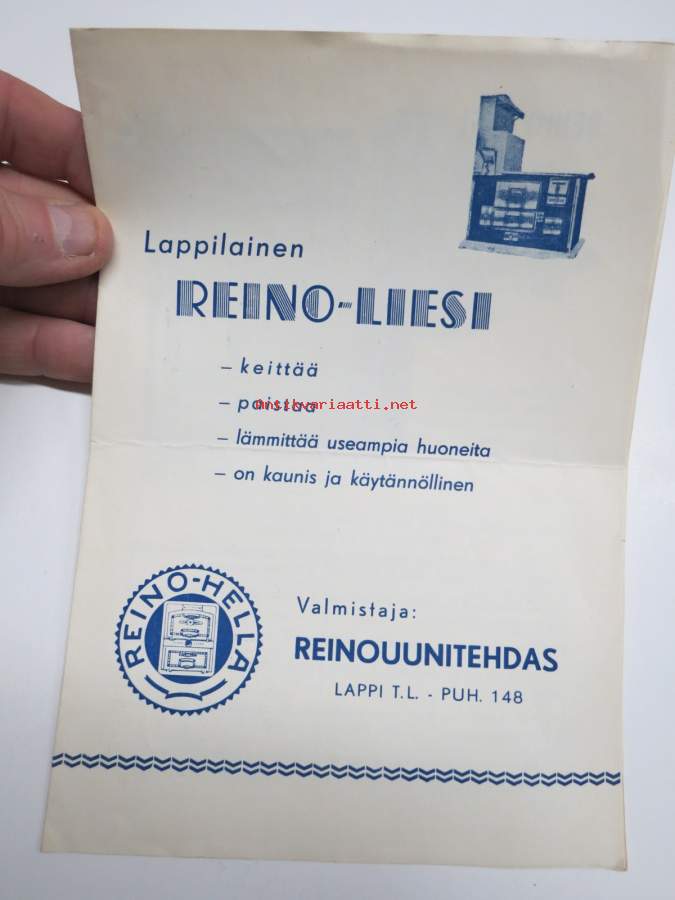 Lappilainen
REINO-LIESI
– keittää
– paistaa
antikvariaatti.net
– lämmittää useampia huoneita
– on kaunis ja käytännöllinen
REINO-HELLA
Valmistaja:
REINOUUNITEHDAS
LAPPI T.L. - PUH. 148